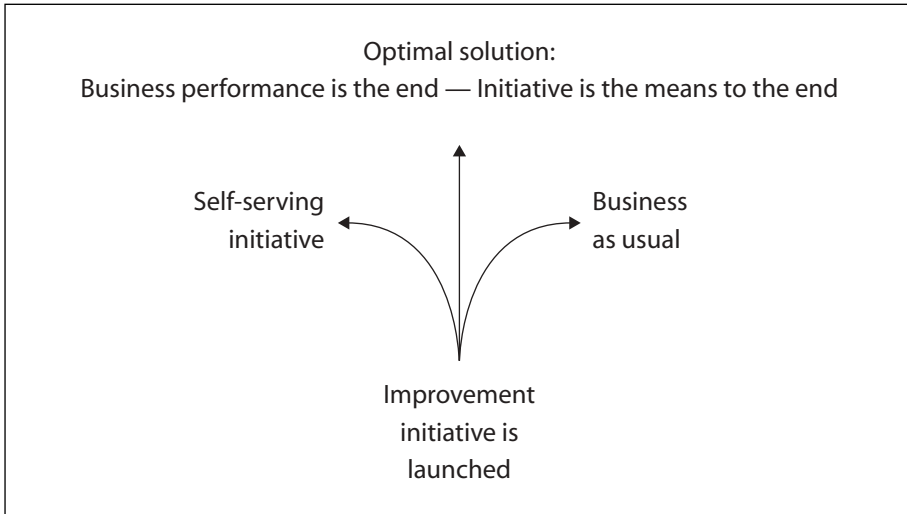 Optimal solution:
Business performance is the end — Initiative is the means to the end
Self-serving
initiative
Business
as usual
Improvement
initiative is
launched